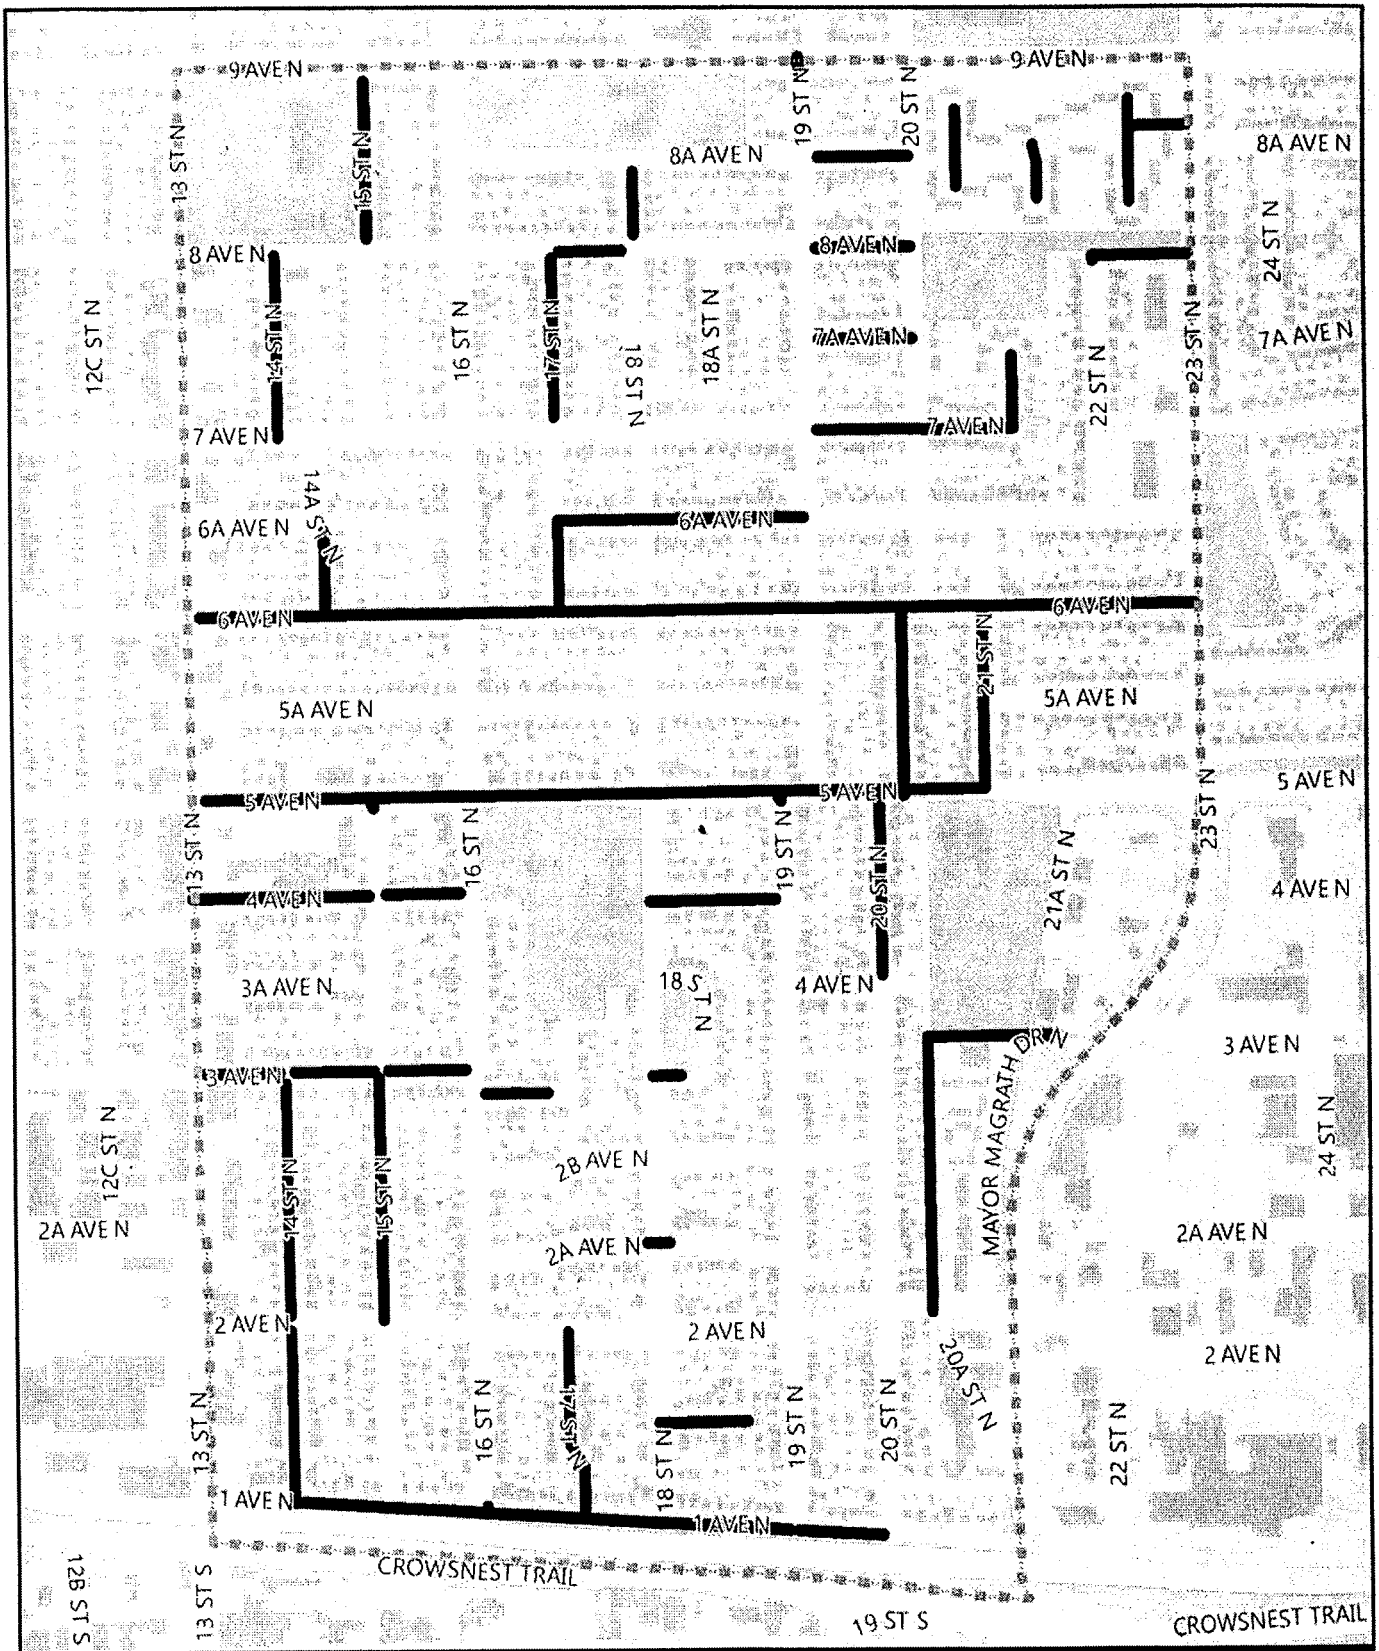 9 AVE N
9 AVE N
19 ST N
20 ST N
13 ST N
15 ST N
8A AVE N
8A AVE N
24 ST N
8 AVE N
8 AVE N
12C ST N
14 ST N
16 ST N
17 ST N
18 ST N
18A ST N
7A AVE N
22 ST N
23 ST N
7A AVE N
7 AVE N
7 AVE N
14A ST N
6A AVE N
6A AVE N
6 AVE N
6 AVE N
21 ST N
5A AVE N
5A AVE N
5 AVE N
5 AVE N
5 AVE N
13 ST N
16 ST N
19 ST N
20 ST N
21A ST N
23 ST N
4 AVE N
4 AVE N
3A AVE N
18 ST N
4 AVE N
3 AVE N
MAYOR MAGRATH DR N
3 AVE N
12C ST N
14 ST N
15 ST N
2B AVE N
24 ST N
2A AVE N
2A AVE N
2A AVE N
2 AVE N
2 AVE N
2 AVE N
20A ST N
13 ST N
16 ST N
17 ST N
18 ST N
19 ST N
20 ST N
22 ST N
1 AVE N
1 AVE N
12B ST S
13 ST S
CROWSNEST TRAIL
19 ST S
CROWSNEST TRAIL